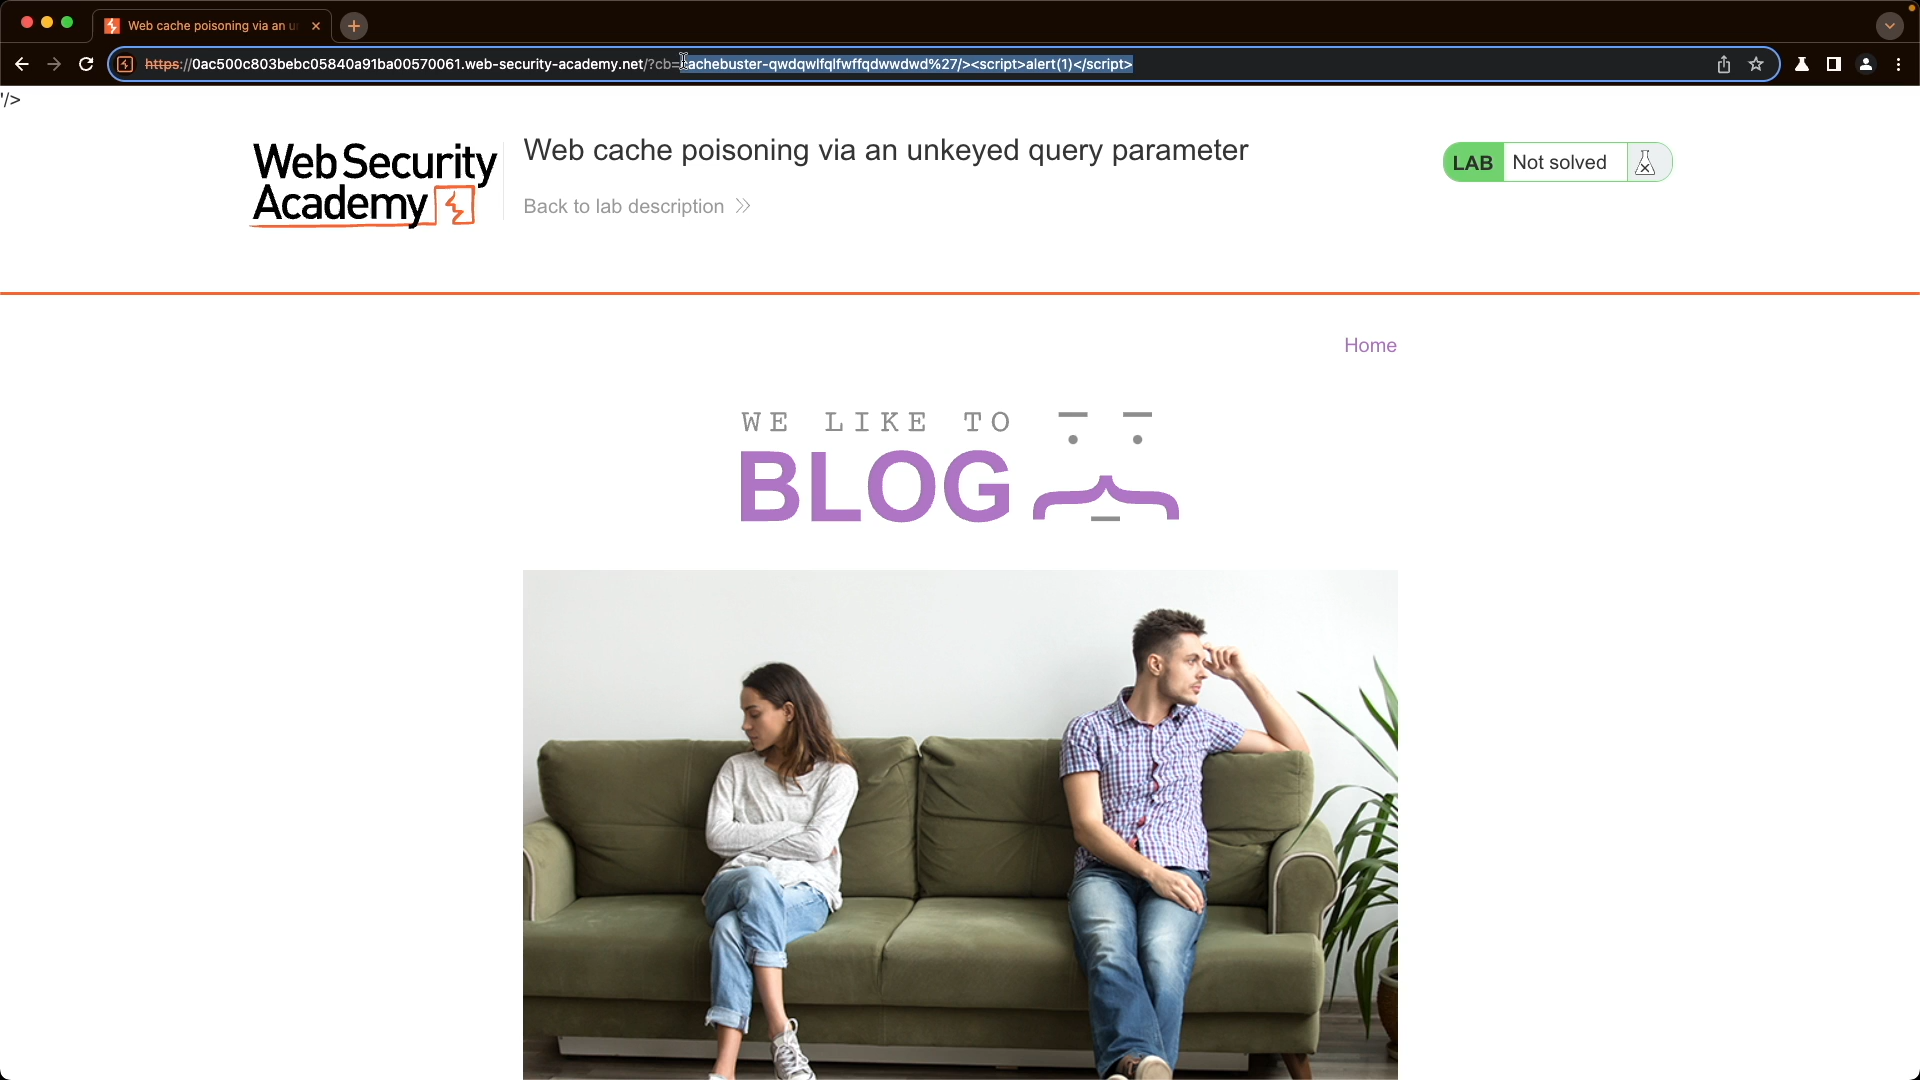 Web cache poisoning via an u
https://0ac500c803bebc05840a91ba00570061.web-security-academy.net/?cb=cachebuster-qwdqwlfqlfwffqdwwdwd%27/><script>alert(1)</script>
'/>
Web Security
Academy
Web cache poisoning via an unkeyed query parameter
Back to lab description
LAB Not solved
Home
WE LIKE TO
BLOG